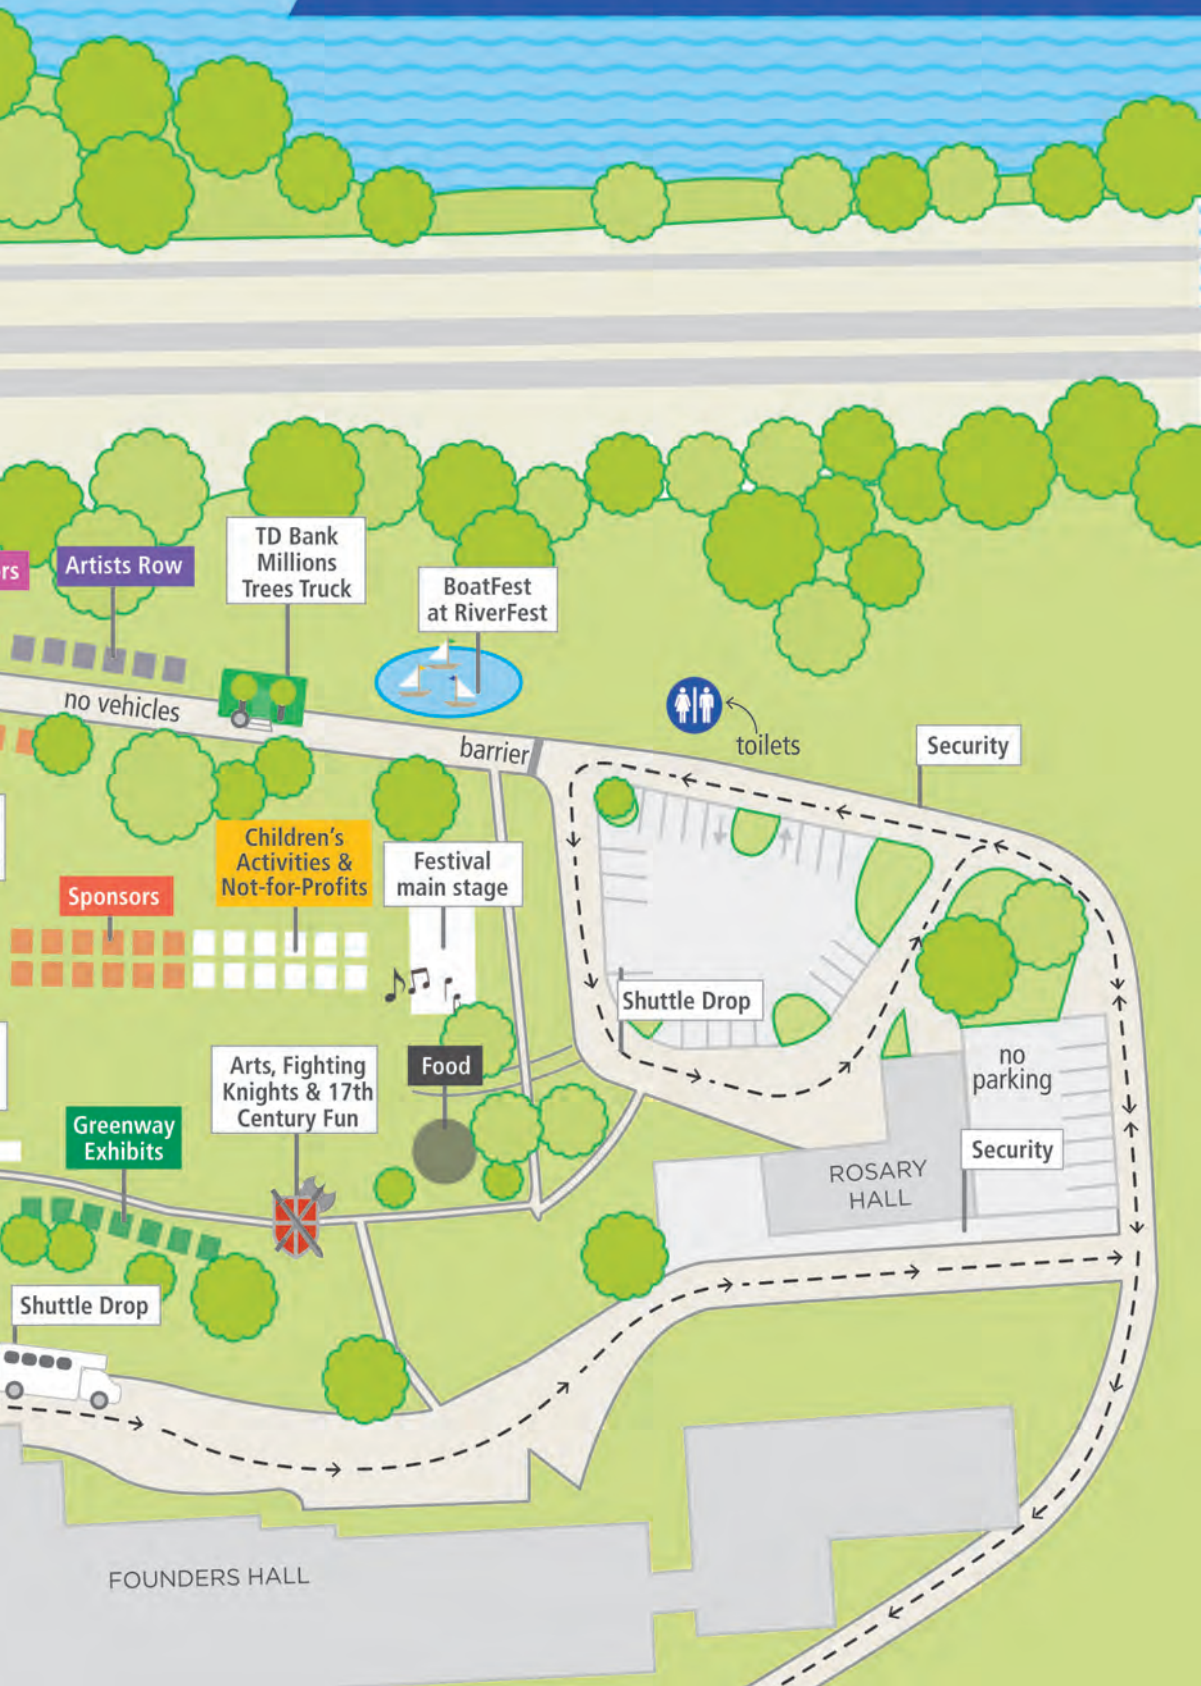 rs
Artists Row
TD Bank
Millions
Trees Truck
BoatFest
at RiverFest
no vehicles
barrier
toilets
Security
Children's
Activities &
Not-for-Profits
Festival
main stage
Sponsors
Shuttle Drop
Arts, Fighting
Knights & 17th
Century Fun
Food
no
parking
Greenway
Exhibits
Security
ROSARY
HALL
Shuttle Drop
FOUNDERS HALL